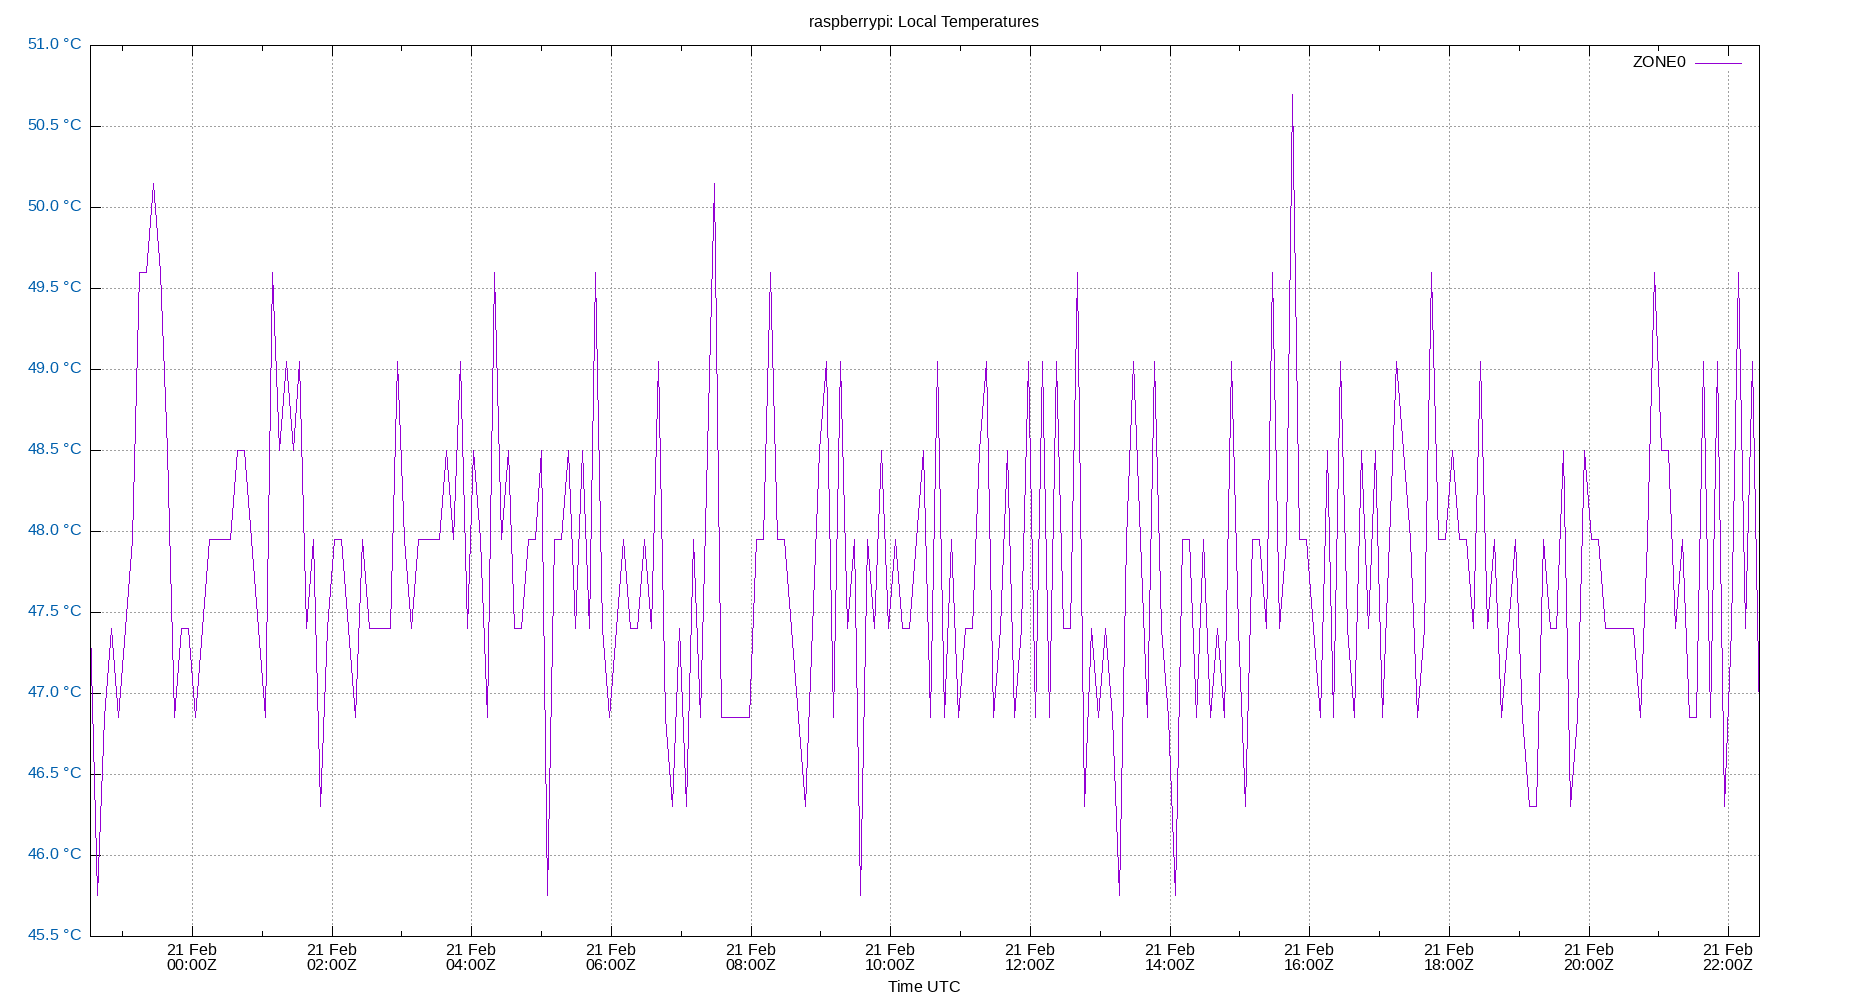 raspberrypi: Local Temperatures
51.0 °C
50.5 °C
50.0 °C
49.5 °C
49.0 °C
48.5 °C
48.0 °C
47.5 °C
47.0 °C
46.5 °C
46.0 °C
45.5 °C
ZONE0
21 Feb 21 Feb 21 Feb 21 Feb 21 Feb 21 Feb 21 Feb 21 Feb 21 Feb 21 Feb 21 Feb 21 Feb
00:00Z 02:00Z 04:00Z 06:00Z 08:00Z 10:00Z 12:00Z 14:00Z 16:00Z 18:00Z 20:00Z 22:00Z
Time UTC